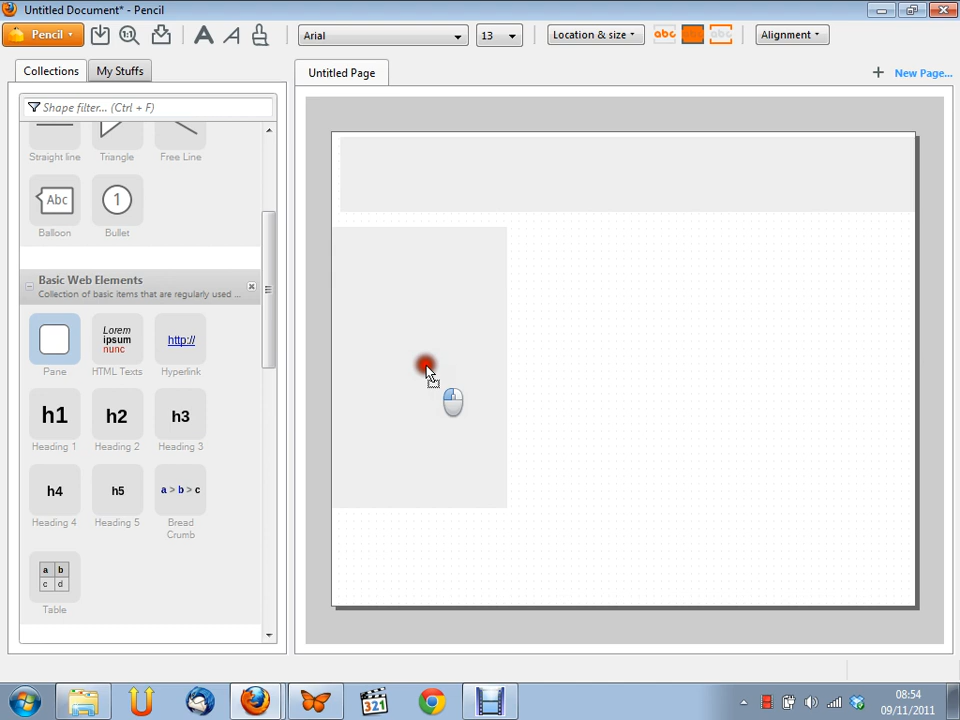 Untitled Document* - Pencil
Pencil
1:1
Arial
13
Location & size
abc
abc
abc
Alignment
Collections
My Stuffs
Untitled Page
New Page...
Shape filter... (Ctrl + F)
Straight line
Triangle
Free Line
Abc
1
Balloon
Bullet
Basic Web Elements
Collection of basic items that are regularly used ...
Lorem
ipsum
nunc
http://
Pane
HTML Texts
Hyperlink
h1
h2
h3
Heading 1
Heading 2
Heading 3
h4
h5
a > b > c
Heading 4
Heading 5
Bread
Crumb
a b
c d
Table
321
08:54
09/11/2011